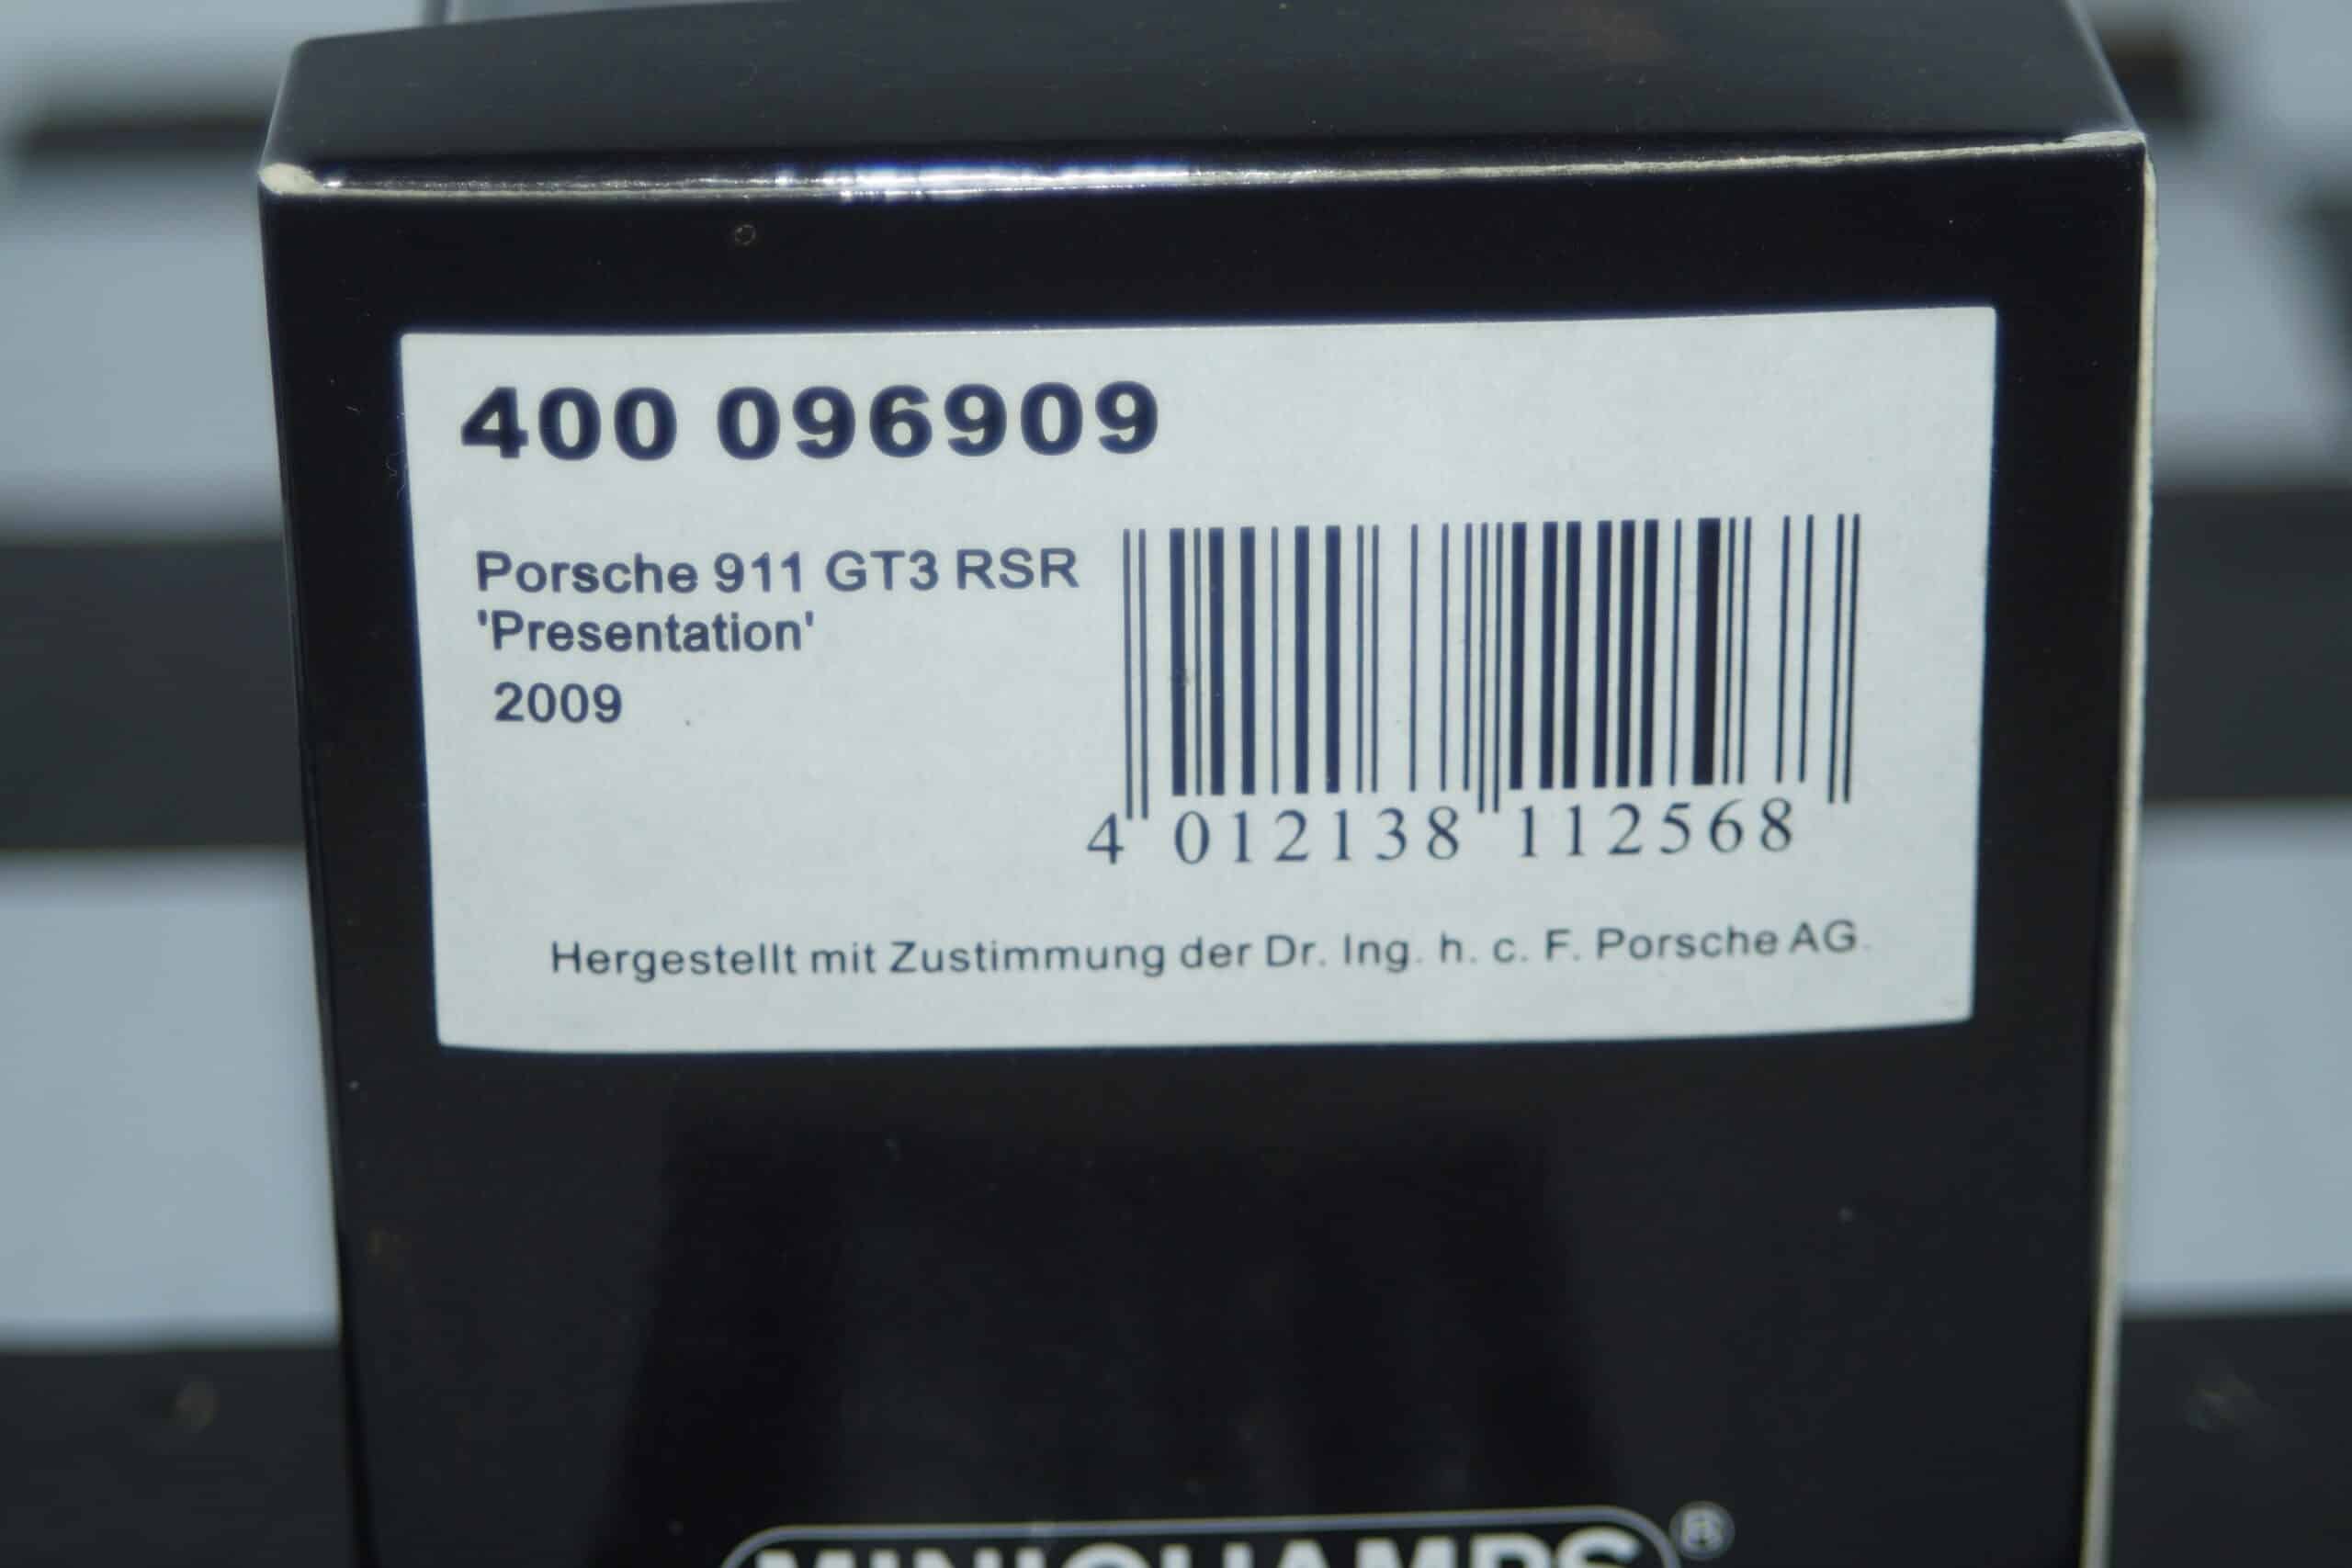 400 096909
Porsche 911 GT3 RSR
'Presentation'
2009
4 012138 112568
Hergestellt mit Zustimmung der Dr. Ing. h. c. F. Porsche AG.
MINICHAMPS®